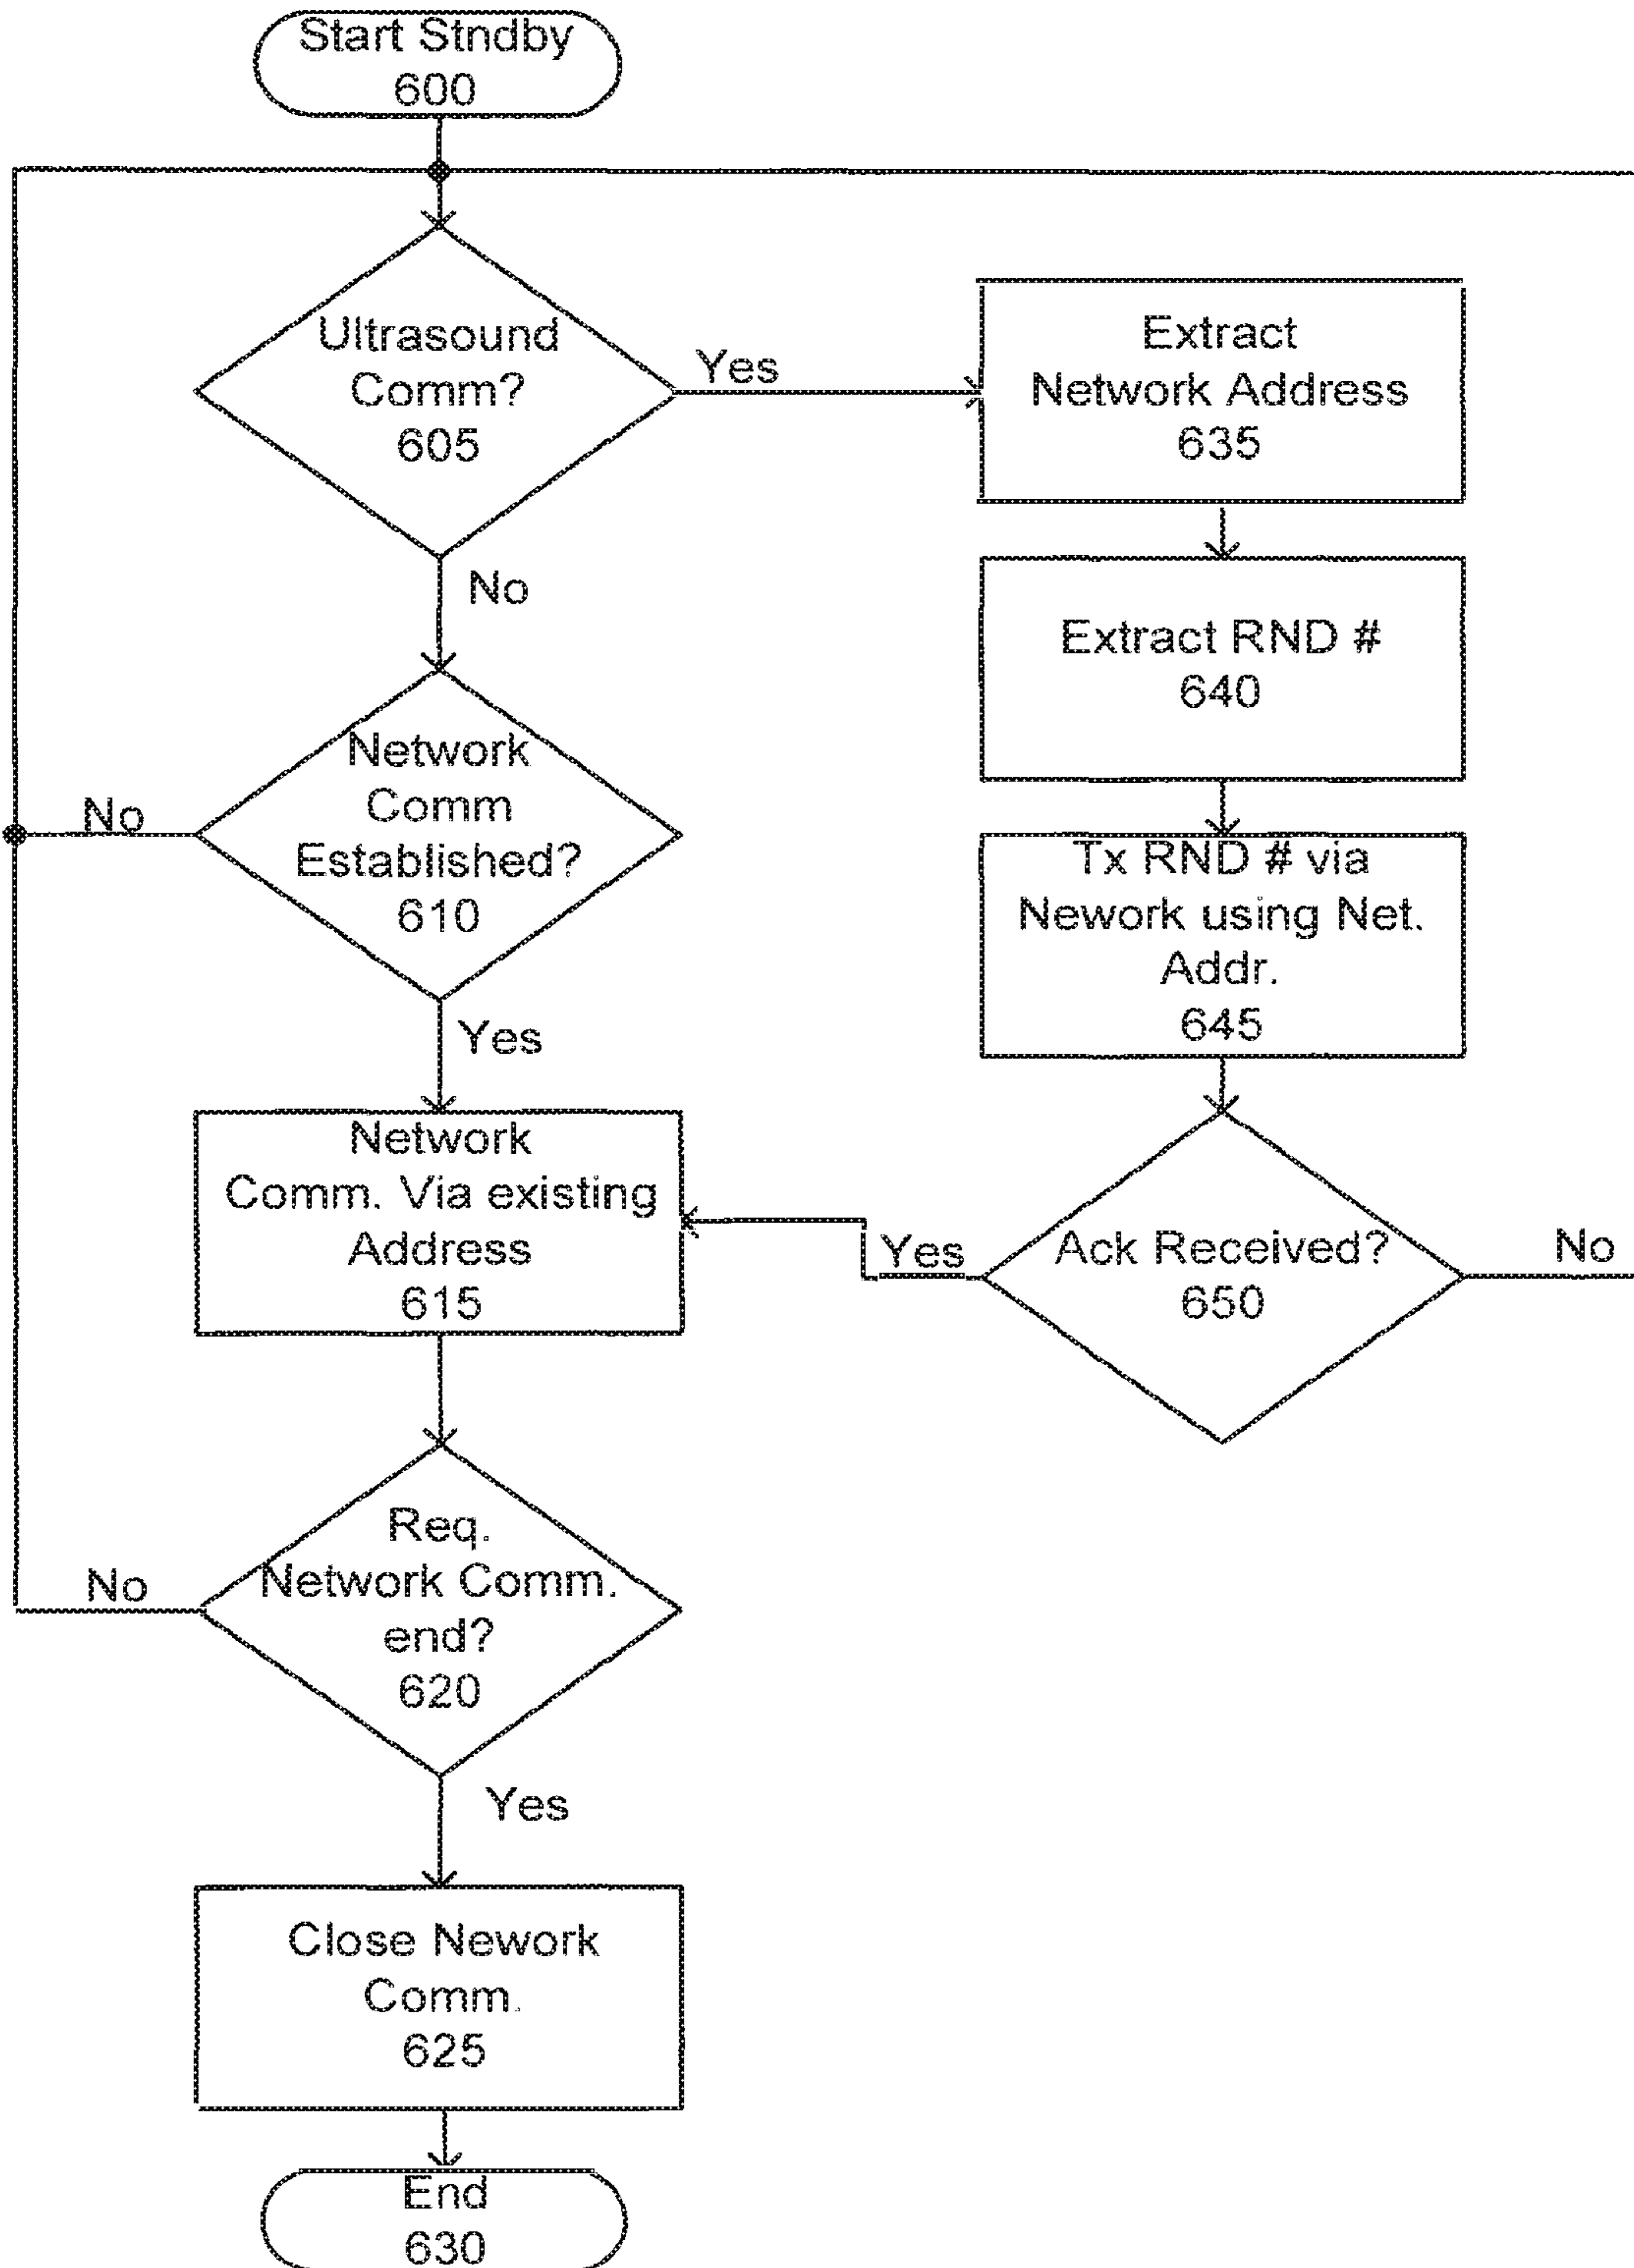 Start Stndby
600
Ultrasound
Comm?
605
Yes
No
Extract
Network Address
635
Extract RND #
640
Network
Comm
Established?
610
No
Yes
Tx RND # via
Nework using Net.
Addr.
645
Network
Comm. Via existing
Address
615
Yes
Ack Received?
650
No
Req.
Network Comm.
end?
620
No
Yes
Close Nework
Comm.
625
End
630